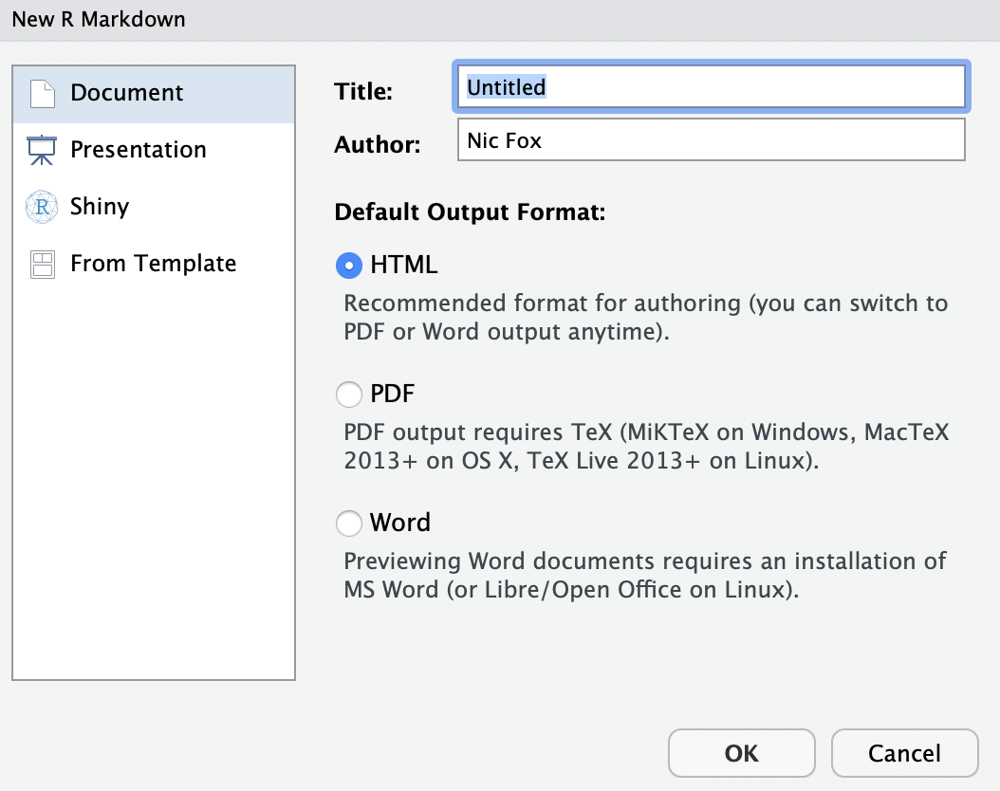 New R Markdown
Document
Presentation
Shiny
From Template
Title:
Untitled
Author:
Nic Fox
Default Output Format:
HTML
Recommended format for authoring (you can switch to
PDF or Word output anytime).
PDF
PDF output requires TeX (MiKTeX on Windows, MacTeX
2013+ on OS X, TeX Live 2013+ on Linux).
Word
Previewing Word documents requires an installation of
MS Word (or Libre/Open Office on Linux).
OK
Cancel